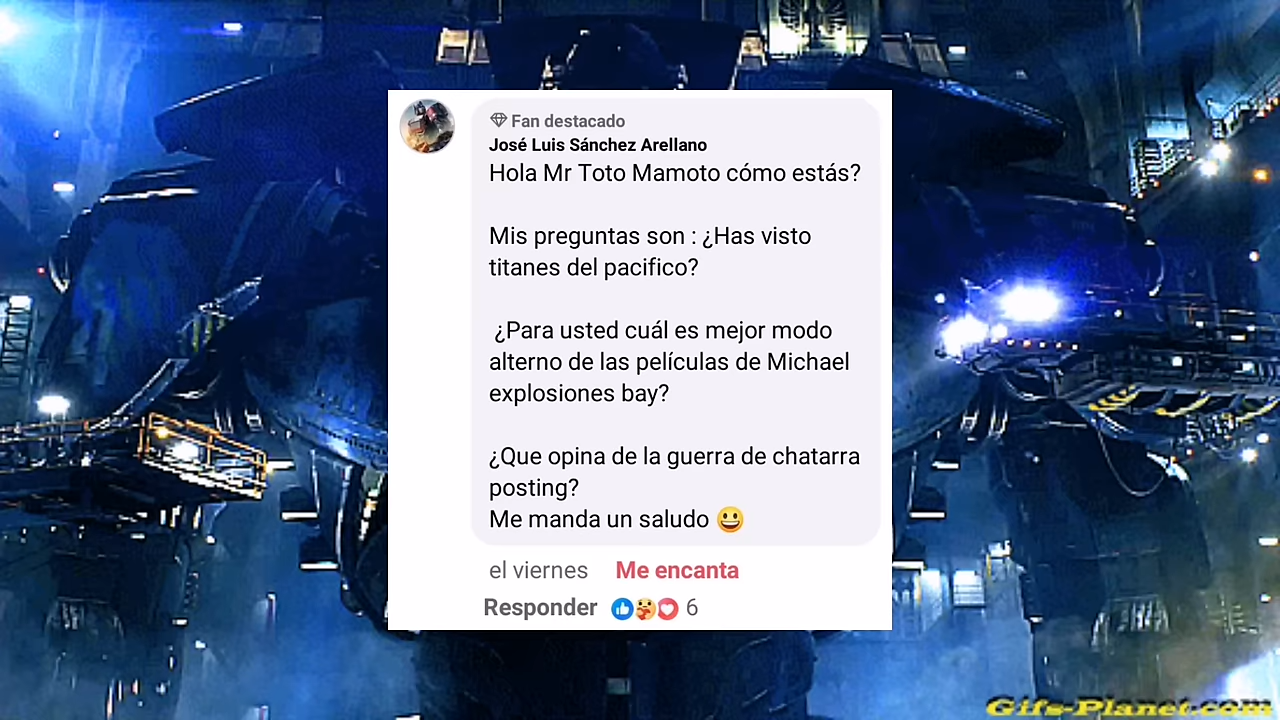 Fan destacado
José Luis Sánchez Arellano
Hola Mr Toto Mamoto cómo estás?
Mis preguntas son : ¿Has visto
titanes del pacifico?
¿Para usted cuál es mejor modo
alterno de las películas de Michael
explosiones bay?
¿Que opina de la guerra de chatarra
posting?
Me manda un saludo 😀
el viernes Me encanta
Responder 6
Gifs-Planet.com